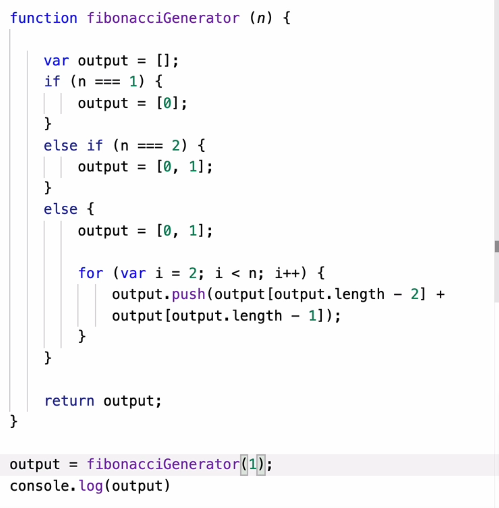 function fibonacciGenerator (n) {
var output = [];
if (n === 1) {
output = [0];
}
else if (n === 2) {
output = [0, 1];
}
else {
output = [0, 1];
for (var i = 2; i < n; i++) {
output.push(output[output.length - 2] +
output[output.length - 1]);
}
}
return output;
}
output = fibonacciGenerator(1);
console.log(output)